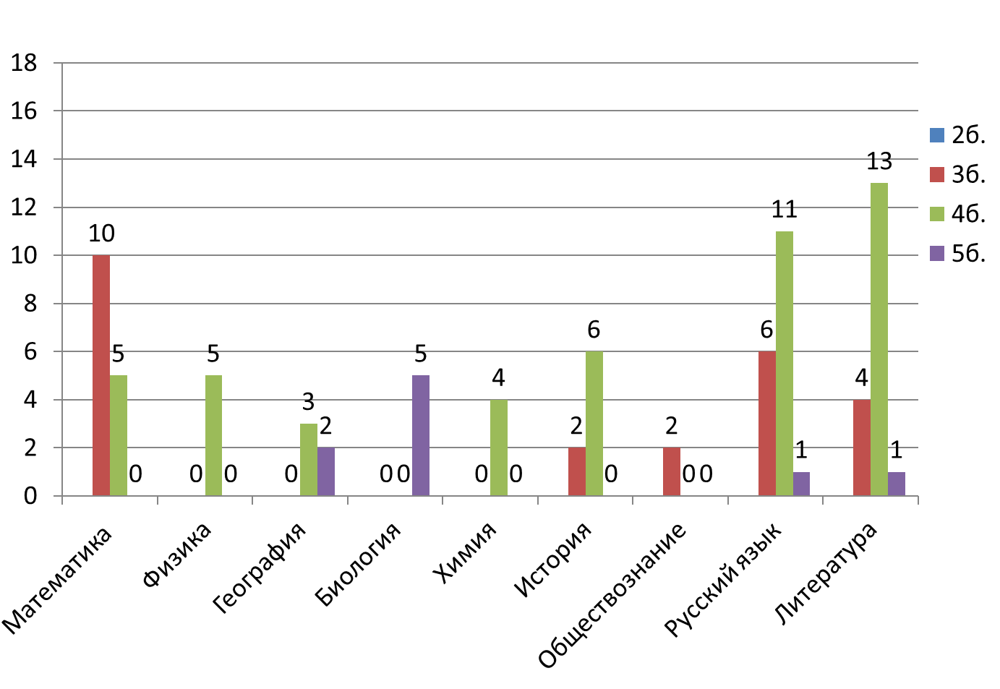 18
16
14
12
10
8
6
4
2
0
10
5
0
0
5
0
0
3
2
0
0
5
0
4
0
2
6
0
2
0
0
6
11
1
4
13
1
Математика
Физика
География
Биология
Химия
История
Обществознание
Русский язык
Литература
2б.
3б.
4б.
5б.